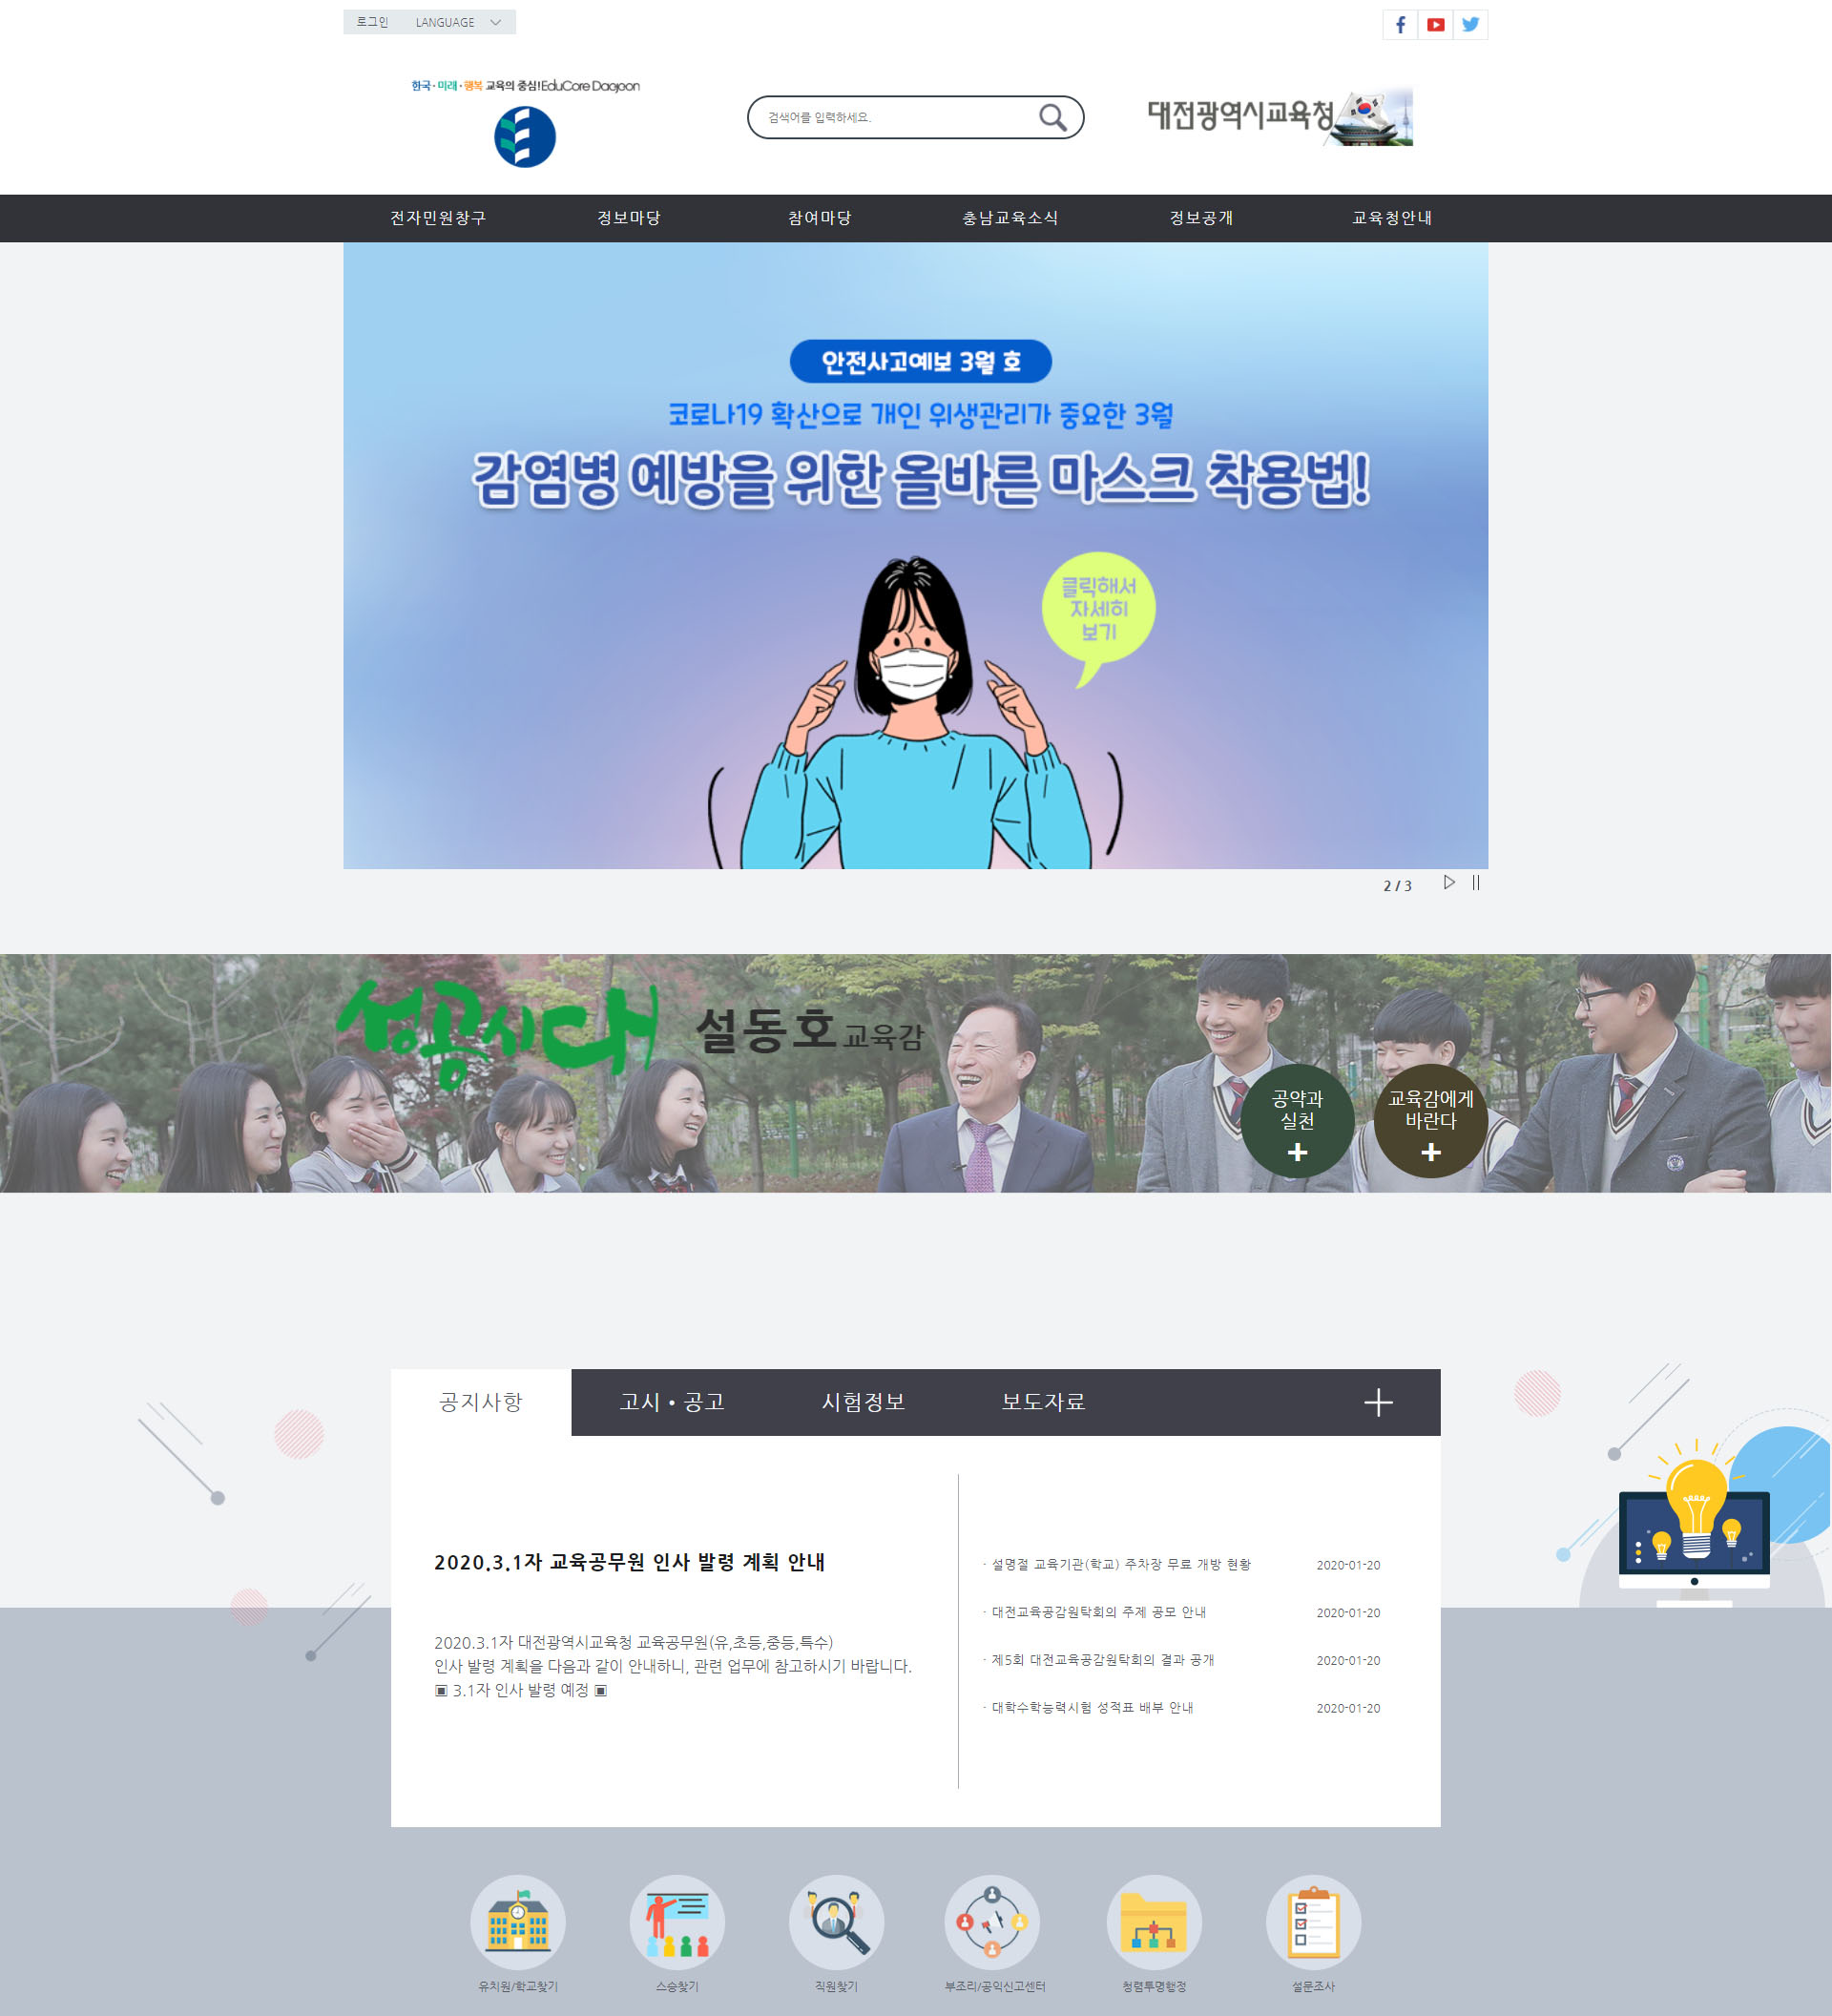 로그인 LANGUAGE
한국·미래·행복 교육의 중심!EduCore Daejeon
검색어를 입력하세요.
대전광역시교육청
전자민원창구 정보마당 참여마당 충남교육소식 정보공개 교육청안내
안전사고예보 3월 호
코로나19 확산으로 개인 위생관리가 중요한 3월
감염병 예방을 위한 올바른 마스크 착용법!
클릭해서
자세히
보기
2 / 3
성공시대 설동호 교육감
공약과
실천
+
교육감에게
바란다
+
공지사항 고시 • 공고 시험정보 보도자료
2020.3.1자 교육공무원 인사 발령 계획 안내
2020.3.1자 대전광역시교육청 교육공무원(유,초등,중등,특수)
인사 발령 계획을 다음과 같이 안내하니, 관련 업무에 참고하시기 바랍니다.
▣ 3.1자 인사 발령 예정 ▣
- 설명절 교육기관(학교) 주차장 무료 개방 현황 2020-01-20
- 대전교육공감원탁회의 주제 공모 안내 2020-01-20
- 제5회 대전교육공감원탁회의 결과 공개 2020-01-20
- 대학수학능력시험 성적표 배부 안내 2020-01-20
유치원/학교찾기 스승찾기 직원찾기 부조리/공익신고센터 청렴투명행정 설문조사